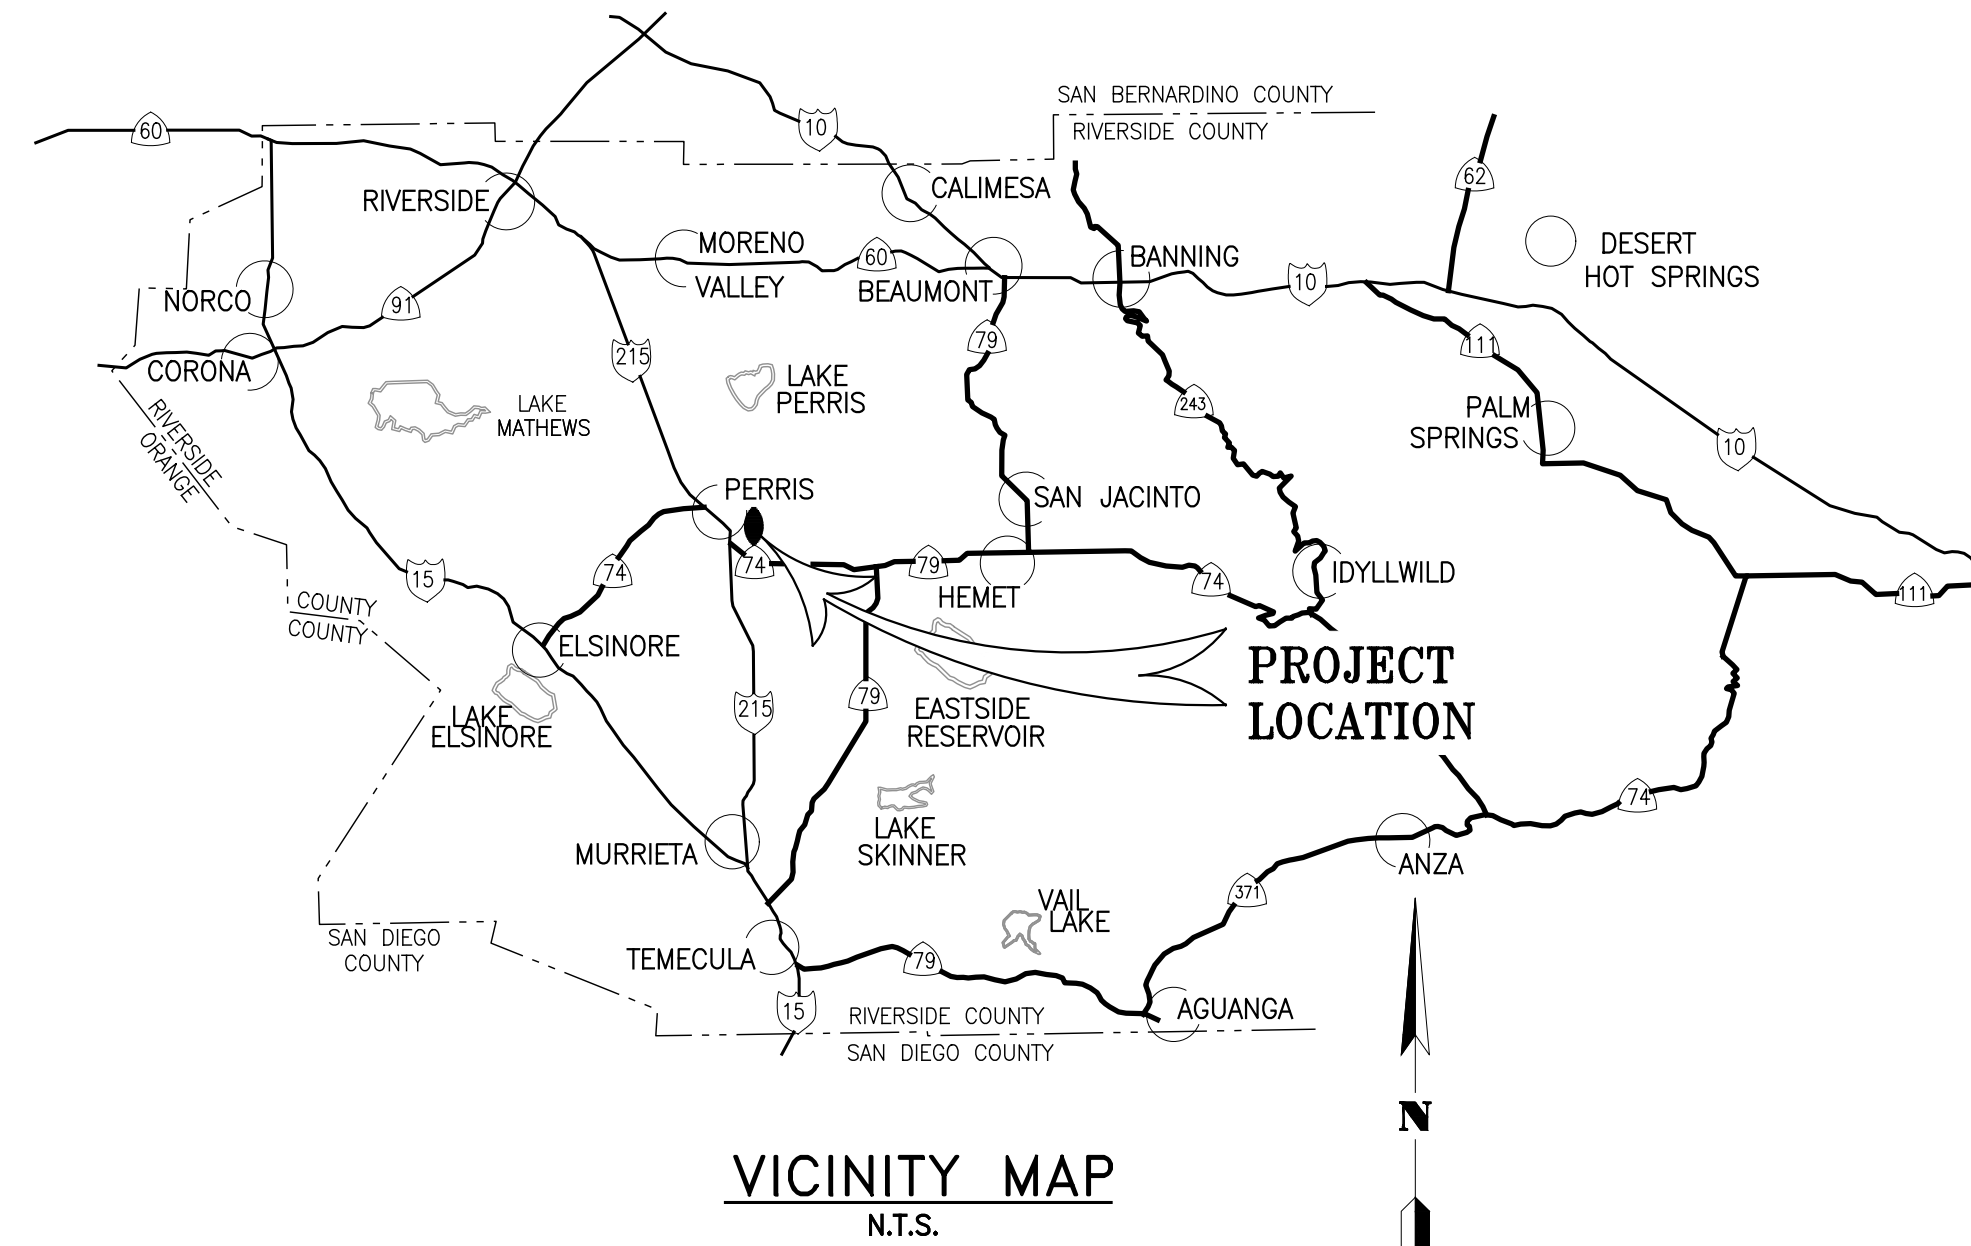 SAN BERNARDINO COUNTY
RIVERSIDE COUNTY
60
10
62
RIVERSIDE
CALIMESA
MORENO
VALLEY
60
BEAUMONT
BANNING
10
DESERT
HOT SPRINGS
NORCO
91
CORONA
215
79
111
LAKE
PERRIS
LAKE
MATHEWS
243
PALM
SPRINGS
10
RIVERSIDE
ORANGE
PERRIS
SAN JACINTO
74
74
79
HEMET
74
IDYLLWILD
15
111
COUNTY
COUNTY
ELSINORE
LAKE
ELSINORE
215
79
EASTSIDE
RESERVOIR
PROJECT
LOCATION
LAKE
SKINNER
74
MURRIETA
ANZA
371
VAIL
LAKE
SAN DIEGO
COUNTY
TEMECULA
79
15
RIVERSIDE COUNTY
SAN DIEGO COUNTY
AGUANGA
N
VICINITY MAP
N.T.S.